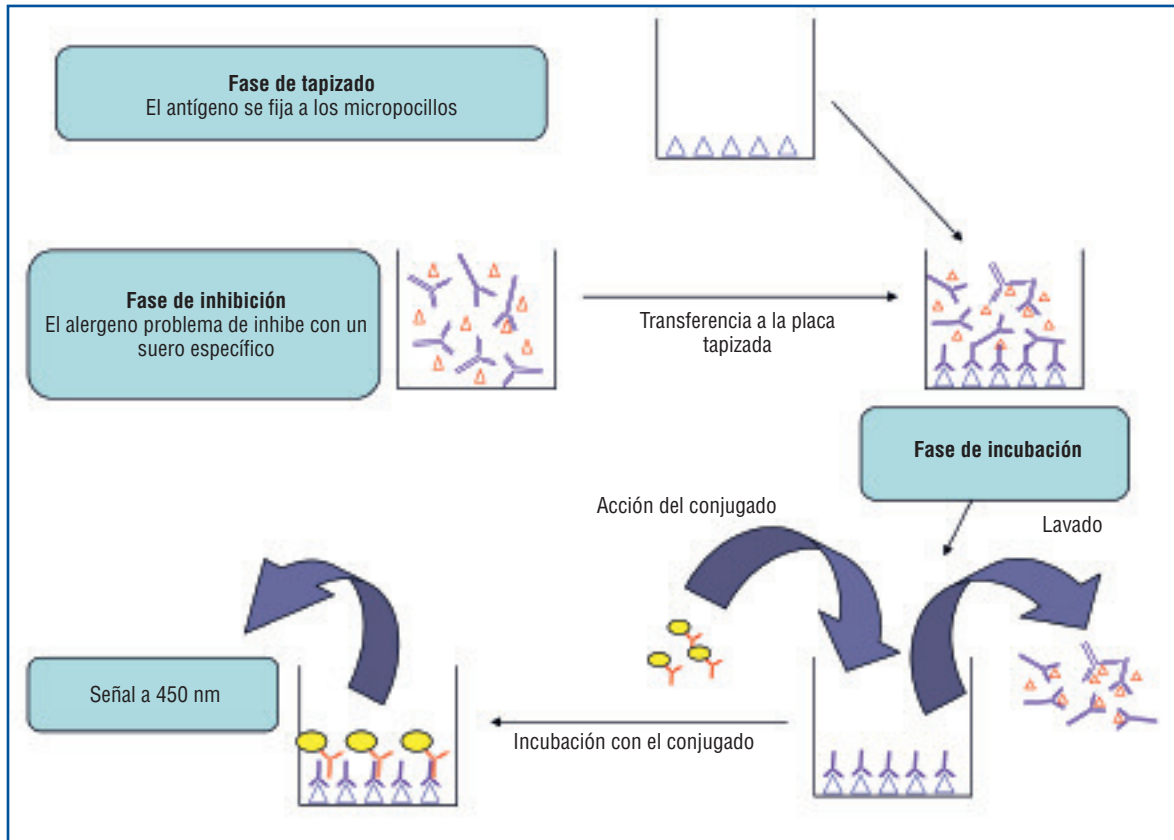 Fase de tapizado
El antígeno se fija a los micropocillos
Fase de inhibición
El alergeno problema de inhibe con un
suero específico
Transferencia a la placa
tapizada
Fase de incubación
Acción del conjugado
Lavado
Señal a 450 nm
Incubación con el conjugado